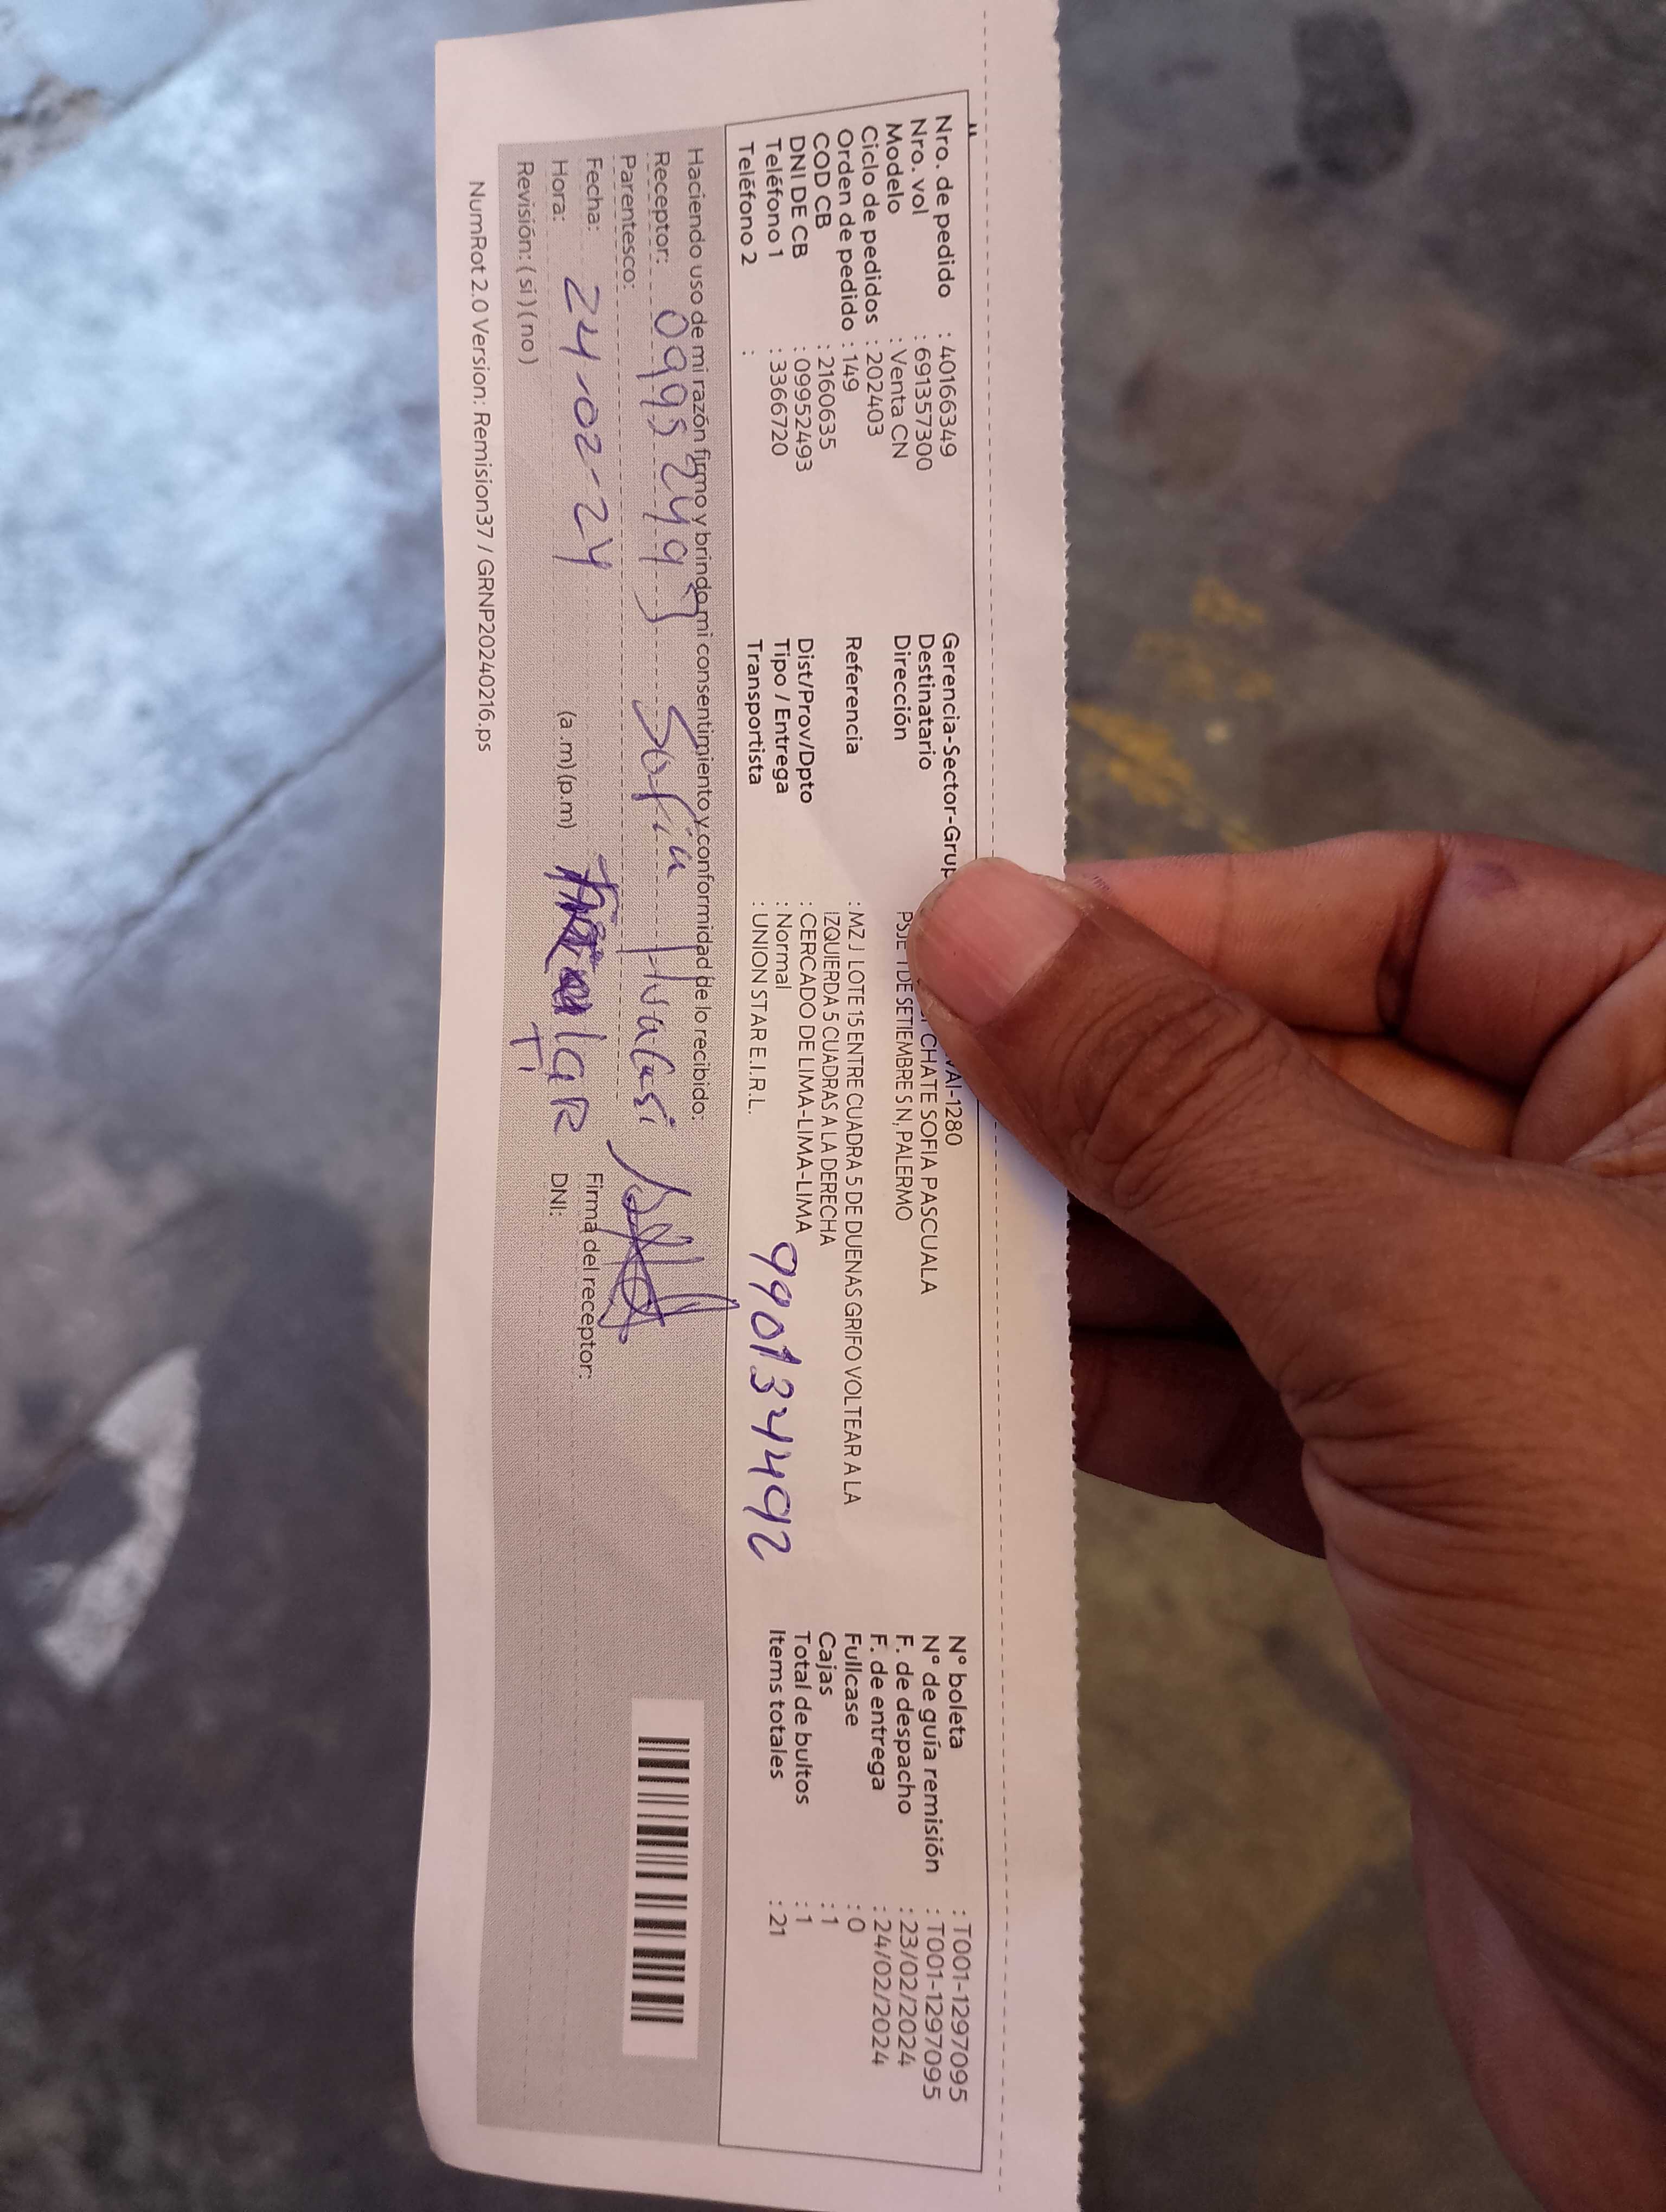 Nro. de pedido : 40166349
Nro. vol : 691357300
Modelo : Venta CN
Ciclo de pedidos : 202403
Orden de pedido : 149
COD CB : 2160635
DNI DE CB : 09952493
Teléfono 1 : 3366720
Teléfono 2 :
Gerencia-Sector-Grup VAI-1280
Destinatario CHATE SOFIA PASCUALA
Dirección PSJE 1 DE SETIEMBRE S N, PALERMO
Referencia : MZ J LOTE 15 ENTRE CUADRA 5 DE DUENAS GRIFO VOLTEAR A LA
IZQUIERDA 5 CUADRAS A LA DERECHA
Dist/Prov/Dpto : CERCADO DE LIMA-LIMA-LIMA
Tipo / Entrega : Normal
Transportista : UNION STAR E.I.R.L.
990134492
N° boleta : T001-1297095
N° de guía remisión : T001-1297095
F. de despacho : 23/02/2024
F. de entrega : 24/02/2024
Fullcase : 0
Cajas : 1
Total de bultos : 1
Items totales : 21
Haciendo uso de mi razón firmo y brindo mi consentimiento y conformidad de lo recibido:
Receptor: 09952493 Sofia
Parentesco:
Fecha: 24-02-24
Firma del receptor:
Hora: (a .m) (p.m)
DNI:
Revisión: ( si ) ( no )
NumRot 2.0 Version: Remision37 / GRNP20240216.ps